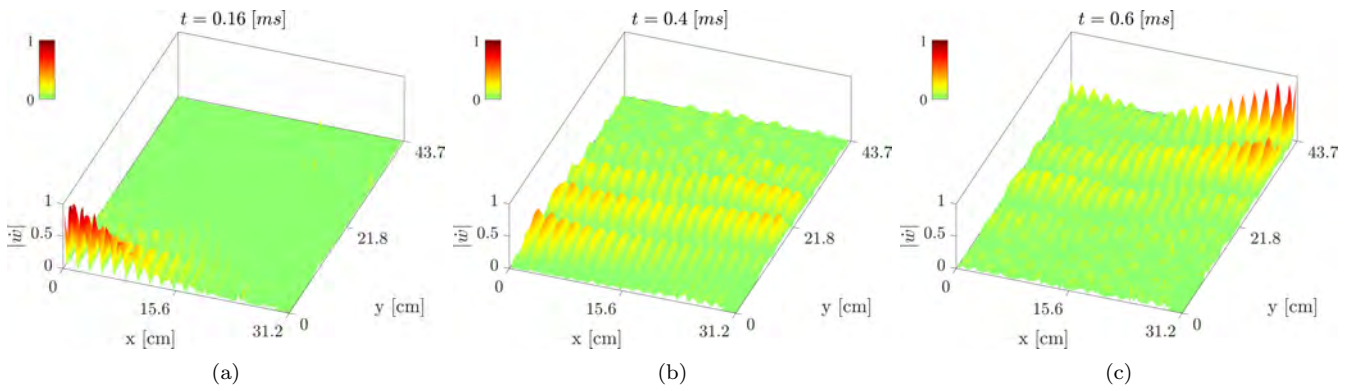 t = 0.16 [ms]
1
0
43.7
1
|ẇ|
0.5
0
21.8
0
15.6
y [cm]
0
x [cm]
31.2
(a)
t = 0.4 [ms]
1
0
43.7
1
|ẇ|
0.5
0
21.8
0
15.6
y [cm]
0
x [cm]
31.2
(b)
t = 0.6 [ms]
1
0
43.7
1
|ẇ|
0.5
0
21.8
0
15.6
y [cm]
0
x [cm]
31.2
(c)